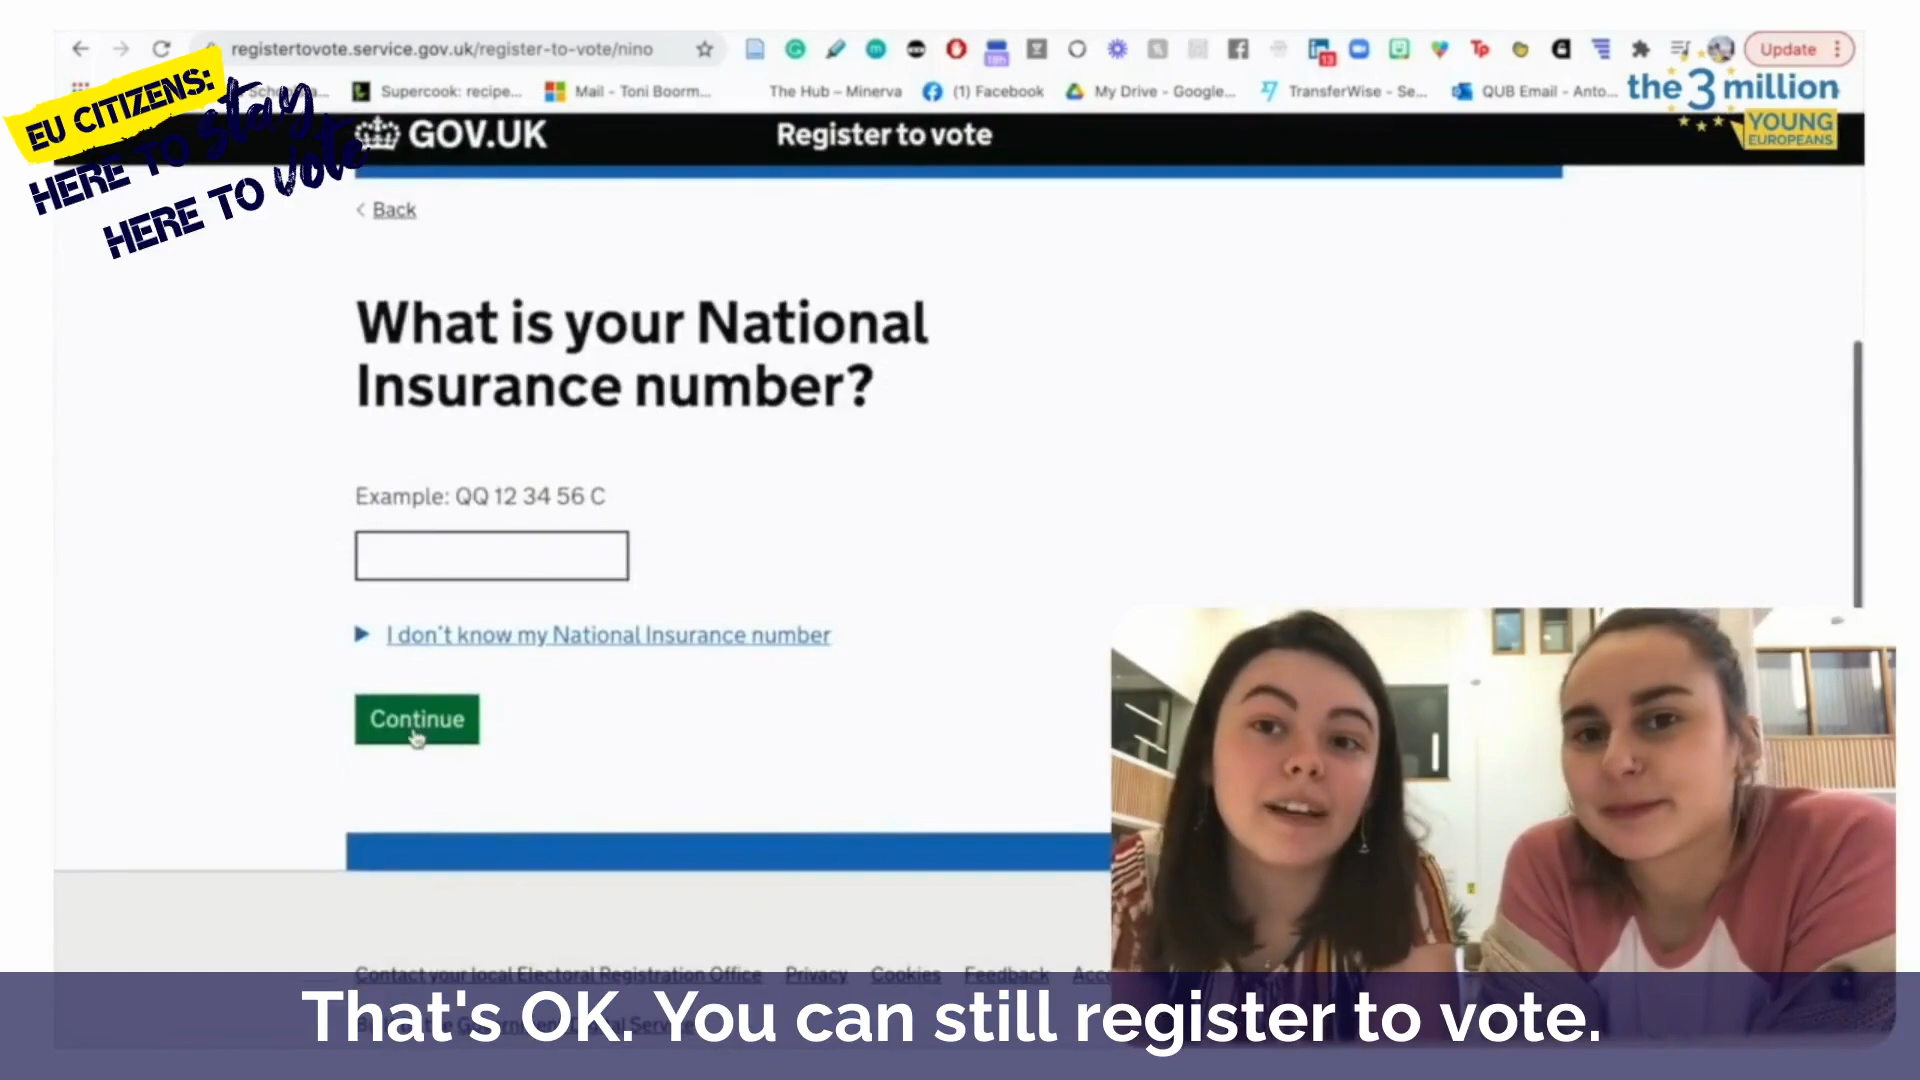 registertovote.service.gov.uk/register-to-vote/nino
Update
Supercook: recipe...
Mail - Toni Boorm...
The Hub – Minerva
(1) Facebook
My Drive - Google...
TransferWise - Se...
QUB Email - Anto...
EU CITIZENS:
HERE TO stay
HERE TO vote
the 3 million
YOUNG
EUROPEANS
GOV.UK
Register to vote
Back
What is your National
Insurance number?
Example: QQ 12 34 56 C
I don't know my National Insurance number
Continue
Contact your local Electoral Registration Office Privacy Cookies Feedback
That's OK. You can still register to vote.